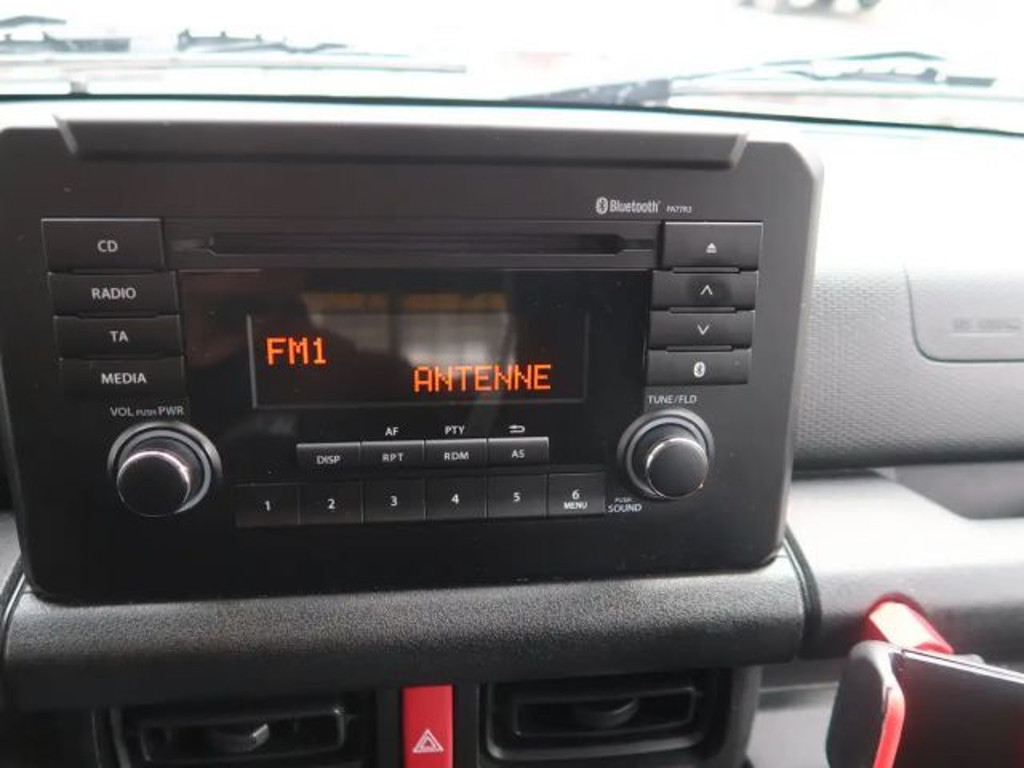 Bluetooth PA77R3
CD
RADIO
TA
MEDIA
FM1
ANTENNE
VOL PUSH PWR
TUNE/FLD
AF PTY
DISP RPT RDM AS
1 2 3 4 5 6
MENU
PUSH
SOUND